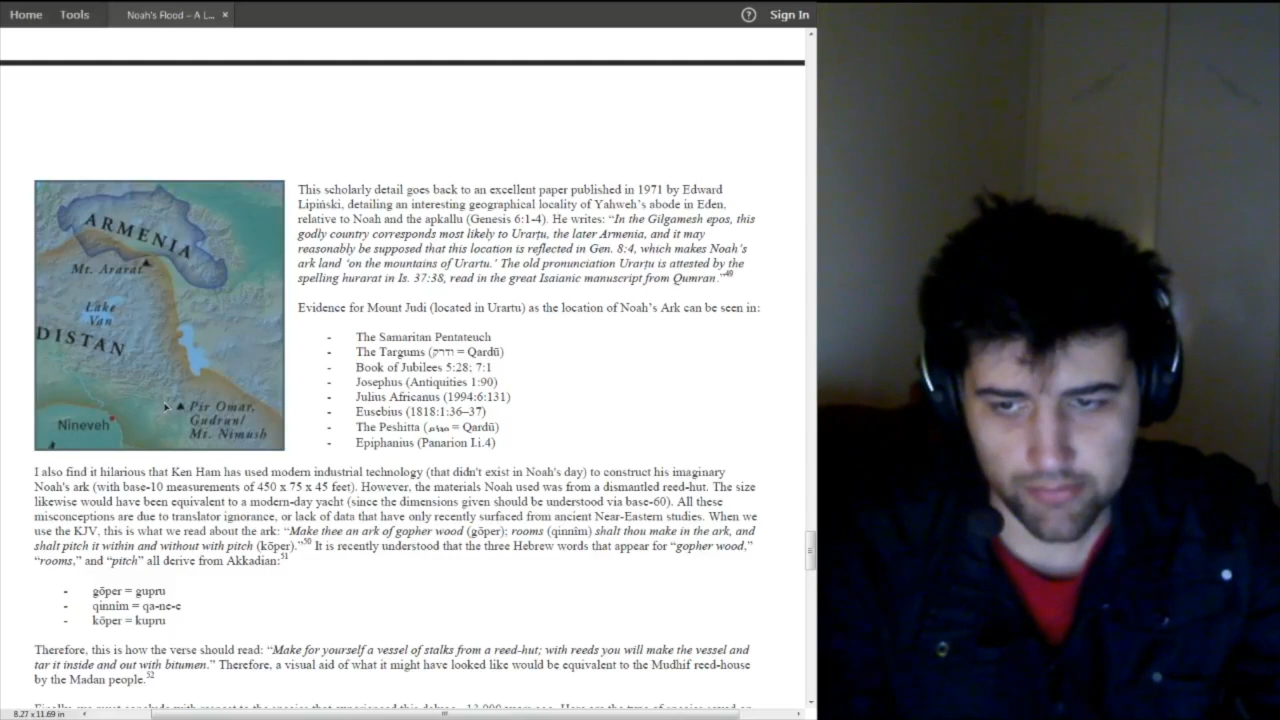 Home Tools Noah's Flood – A L... × ? Sign In
ARMENIA
Mt. Ararat
Lake
Van
DISTAN
Nineveh
Pir Omar,
Gudrun/
Mt. Nimush
This scholarly detail goes back to an excellent paper published in 1971 by Edward
Lipiński, detailing an interesting geographical locality of Yahweh's abode in Eden,
relative to Noah and the apkallu (Genesis 6:1-4). He writes: “In the Gilgamesh epos, this
godly country corresponds most likely to Urarṭu, the later Armenia, and it may
reasonably be supposed that this location is reflected in Gen. 8:4, which makes Noah's
ark land ‘on the mountains of Urartu.’ The old pronunciation Urarṭu is attested by the
spelling hurarat in Is. 37:38, read in the great Isaianic manuscript from Qumran.”49
Evidence for Mount Judi (located in Urartu) as the location of Noah's Ark can be seen in:
- The Samaritan Pentateuch
- The Targums ( = Qardū)
- Book of Jubilees 5:28; 7:1
- Josephus (Antiquities 1:90)
- Julius Africanus (1994:6:131)
- Eusebius (1818:1:36–37)
- The Peshitta ( = Qardū)
- Epiphanius (Panarion I.i.4)
I also find it hilarious that Ken Ham has used modern industrial technology (that didn't exist in Noah's day) to construct his imaginary
Noah's ark (with base-10 measurements of 450 x 75 x 45 feet). However, the materials Noah used was from a dismantled reed-hut. The size
likewise would have been equivalent to a modern-day yacht (since the dimensions given should be understood via base-60). All these
misconceptions are due to translator ignorance, or lack of data that have only recently surfaced from ancient Near-Eastern studies. When we
use the KJV, this is what we read about the ark: “Make thee an ark of gopher wood (gōper); rooms (qinnîm) shalt thou make in the ark, and
shalt pitch it within and without with pitch (kōper).”50 It is recently understood that the three Hebrew words that appear for “gopher wood,”
“rooms,” and “pitch” all derive from Akkadian:51
- gōper = gupru
- qinnîm = qa-ne-e
- kōper = kupru
Therefore, this is how the verse should read: “Make for yourself a vessel of stalks from a reed-hut; with reeds you will make the vessel and
tar it inside and out with bitumen.” Therefore, a visual aid of what it might have looked like would be equivalent to the Mudhif reed-house
by the Madan people.52
8.27 x 11.69 in